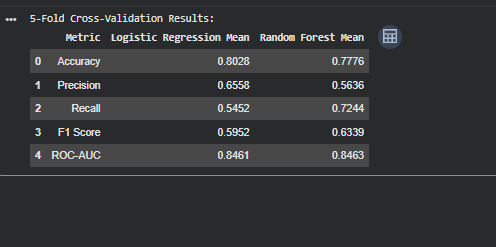 5-Fold Cross-Validation Results:
Metric Logistic Regression Mean Random Forest Mean
0 Accuracy 0.8028 0.7776
1 Precision 0.6558 0.5636
2 Recall 0.5452 0.7244
3 F1 Score 0.5952 0.6339
4 ROC-AUC 0.8461 0.8463